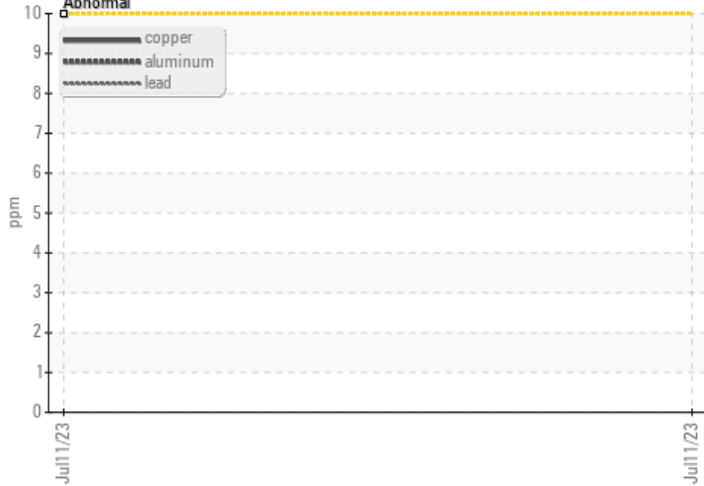 Abnormal
10
copper
9
aluminum
lead
8
7
6
ppm
5
4
3
2
1
0
Jul11/23
Jul11/23